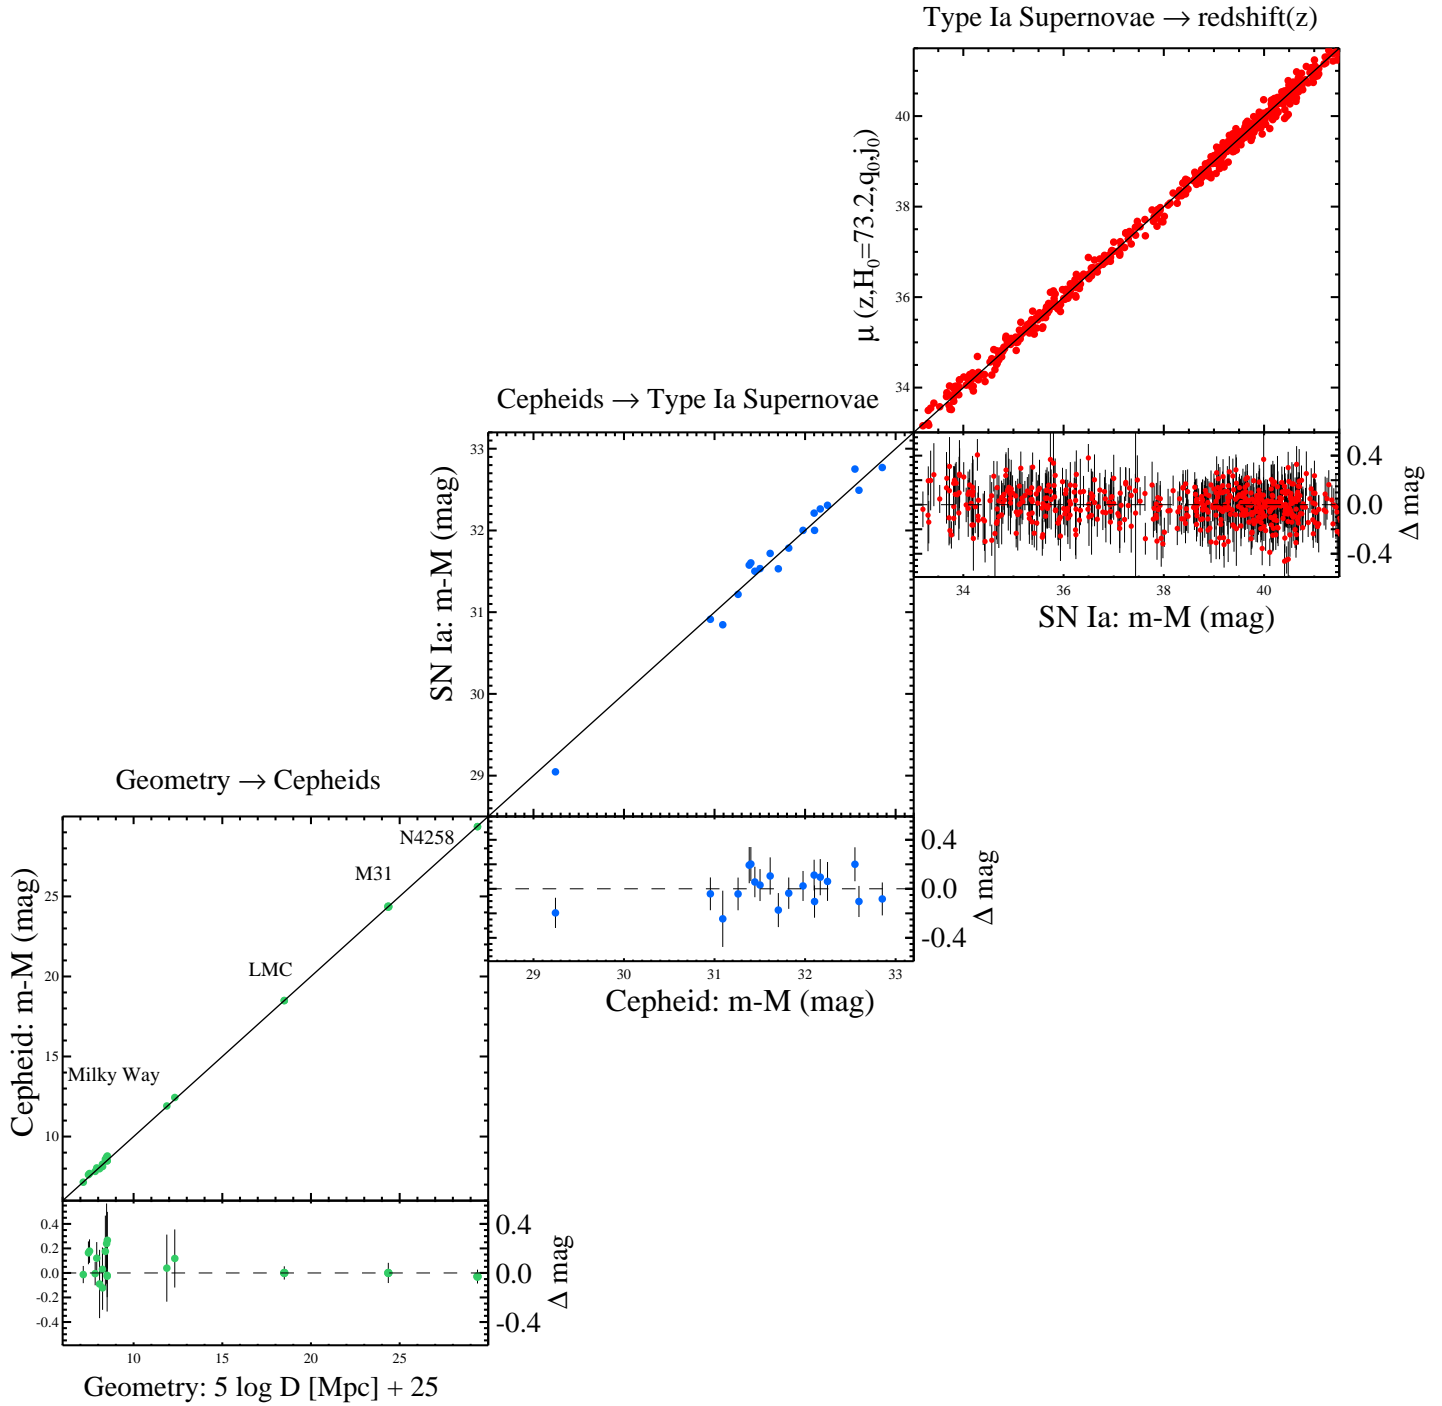 Type Ia Supernovae → redshift(z)
40
38
36
34
μ (z,H₀=73.2,q₀,j₀)
0.4
0.0
-0.4
Δ mag
34
36
38
40
SN Ia: m-M (mag)
Cepheids → Type Ia Supernovae
33
32
31
30
29
SN Ia: m-M (mag)
0.4
0.0
-0.4
Δ mag
29
30
31
32
33
Cepheid: m-M (mag)
Geometry → Cepheids
N4258
M31
LMC
Milky Way
25
20
15
10
Cepheid: m-M (mag)
0.4
0.2
0.0
-0.2
-0.4
0.4
0.0
-0.4
Δ mag
10
15
20
25
Geometry: 5 log D [Mpc] + 25